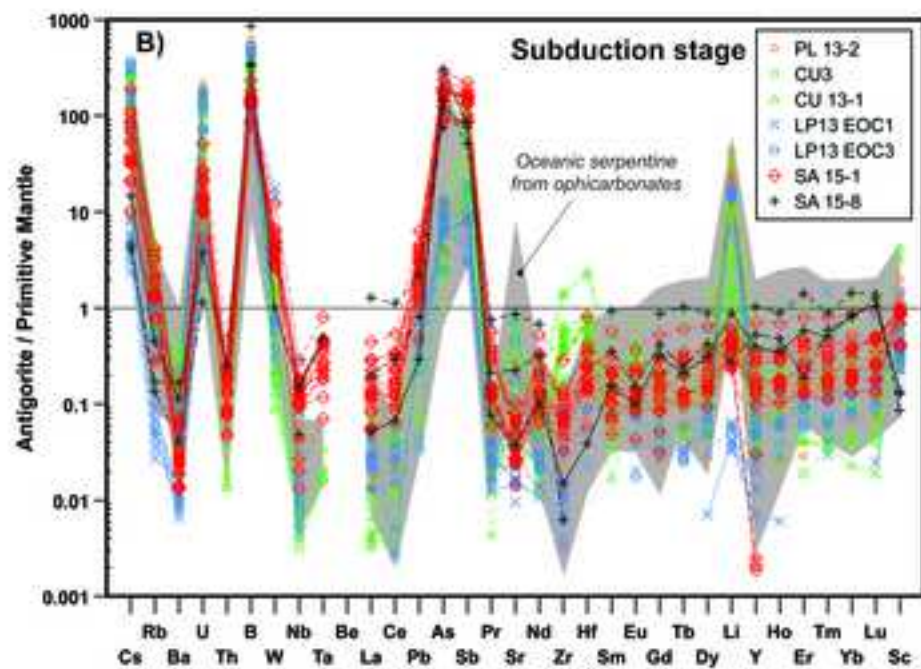 B)
Subduction stage
PL 13-2
CU3
CU 13-1
LP13 EOC1
LP13 EOC3
SA 15-1
SA 15-8
Oceanic serpentine
from ophicarbonates
Antigorite / Primitive Mantle
1000
100
10
1
0.1
0.01
0.001
Rb U B Nb Be Ce As Pr Nd Hf Eu Tb Li Ho Tm Lu
Cs Ba Th W Ta La Pb Sb Sr Zr Sm Gd Dy Y Er Yb Sc